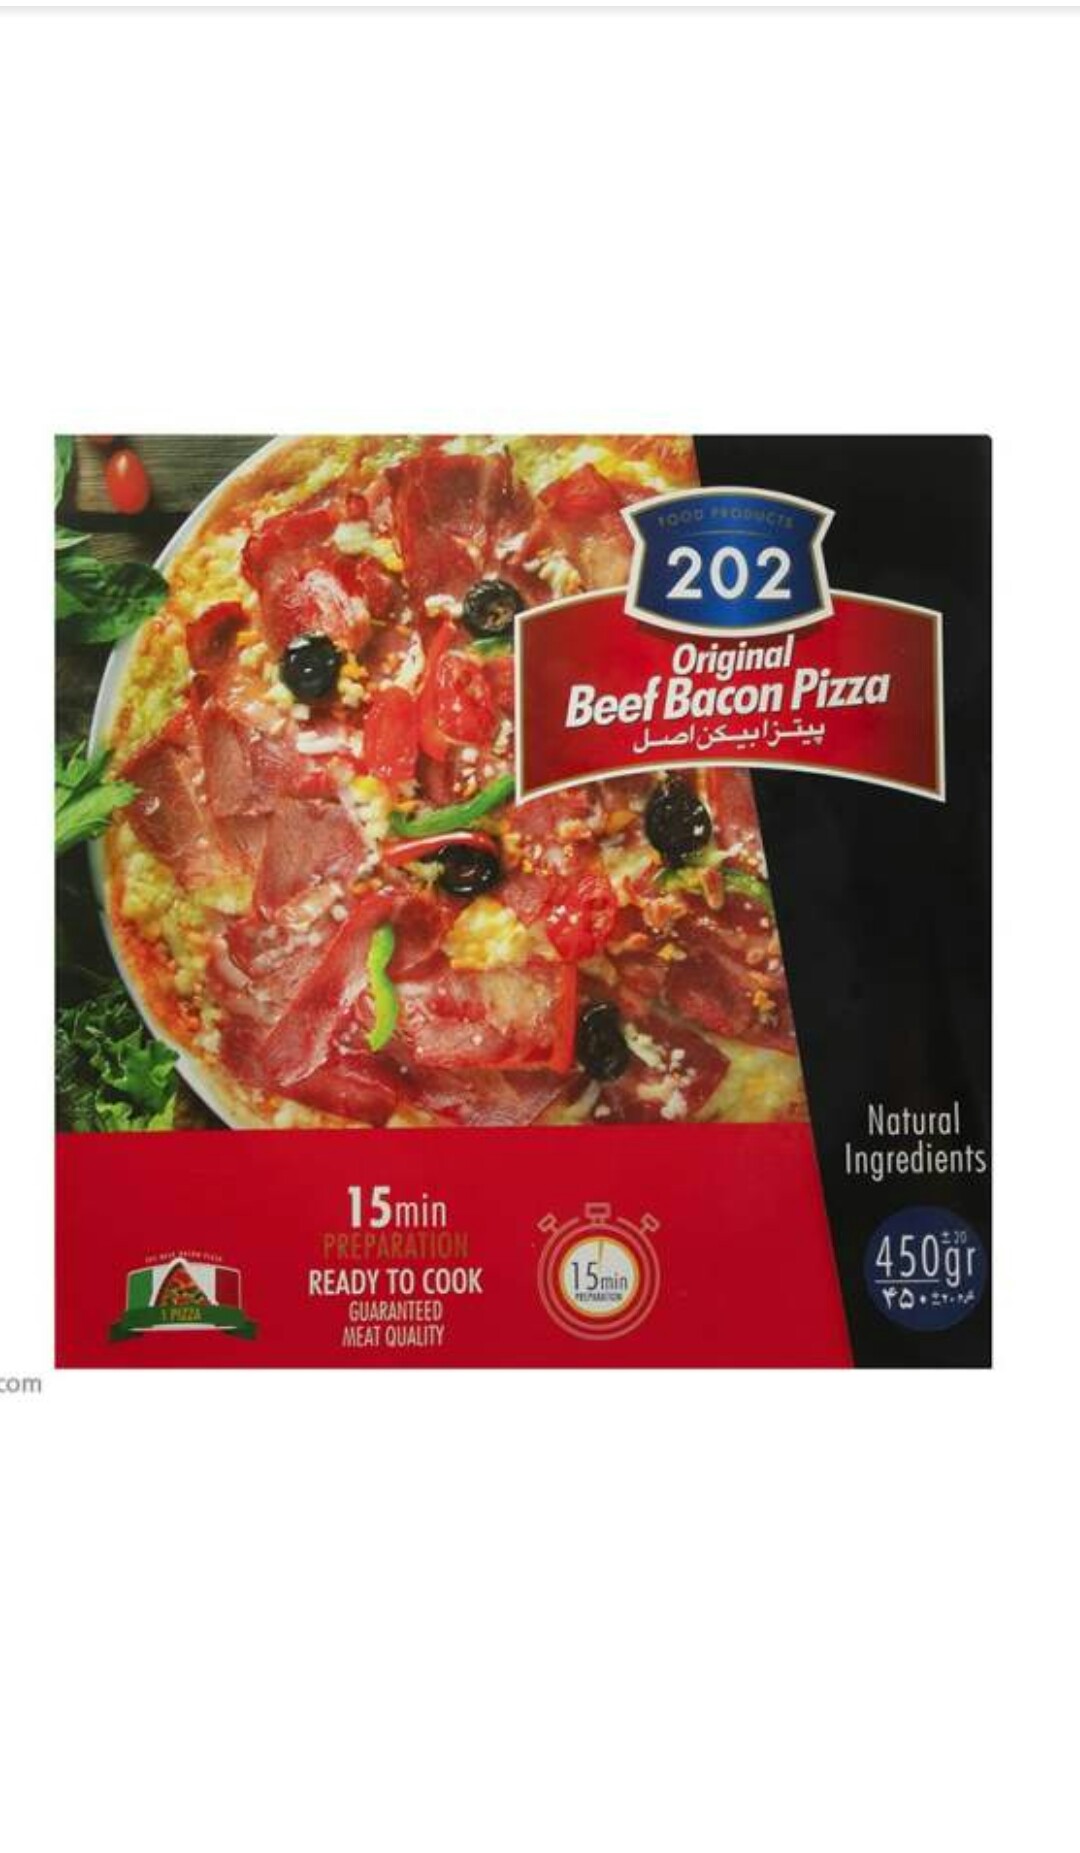 FOOD PRODUCTS
202
Original
Beef Bacon Pizza
پیتزا بیکن اصل
Natural
Ingredients
450gr ±20
15min
PREPARATION
READY TO COOK
GUARANTEED
MEAT QUALITY
15min
PREPARATION
1 PIZZA
com